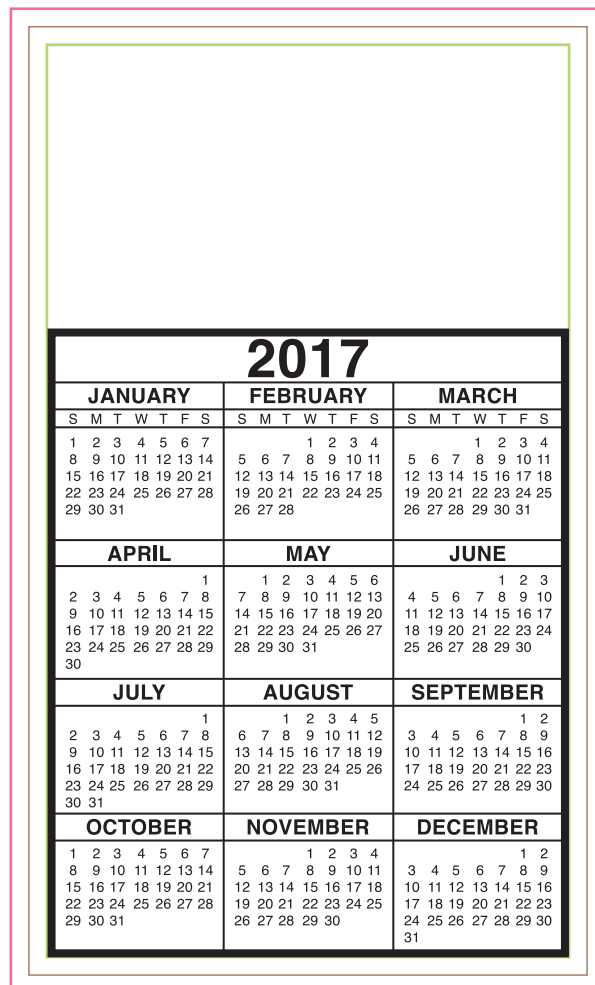 2017
JANUARY FEBRUARY MARCH
S M T W T F S S M T W T F S S M T W T F S
1 2 3 4 5 6 7 1 2 3 4 1 2 3 4
8 9 10 11 12 13 14 5 6 7 8 9 10 11 5 6 7 8 9 10 11
15 16 17 18 19 20 21 12 13 14 15 16 17 18 12 13 14 15 16 17 18
22 23 24 25 26 27 28 19 20 21 22 23 24 25 19 20 21 22 23 24 25
29 30 31 26 27 28 26 27 28 29 30 31
APRIL MAY JUNE
1 1 2 3 4 5 6 1 2 3
2 3 4 5 6 7 8 7 8 9 10 11 12 13 4 5 6 7 8 9 10
9 10 11 12 13 14 15 14 15 16 17 18 19 20 11 12 13 14 15 16 17
16 17 18 19 20 21 22 21 22 23 24 25 26 27 18 19 20 21 22 23 24
23 24 25 26 27 28 29 28 29 30 31 25 26 27 28 29 30
30
JULY AUGUST SEPTEMBER
1 1 2 3 4 5 1 2
2 3 4 5 6 7 8 6 7 8 9 10 11 12 3 4 5 6 7 8 9
9 10 11 12 13 14 15 13 14 15 16 17 18 19 10 11 12 13 14 15 16
16 17 18 19 20 21 22 20 21 22 23 24 25 26 17 18 19 20 21 22 23
23 24 25 26 27 28 29 27 28 29 30 31 24 25 26 27 28 29 30
30 31
OCTOBER NOVEMBER DECEMBER
1 2 3 4 5 6 7 1 2 3 4 1 2
8 9 10 11 12 13 14 5 6 7 8 9 10 11 3 4 5 6 7 8 9
15 16 17 18 19 20 21 12 13 14 15 16 17 18 10 11 12 13 14 15 16
22 23 24 25 26 27 28 19 20 21 22 23 24 25 17 18 19 20 21 22 23
29 30 31 26 27 28 29 30 24 25 26 27 28 29 30
31